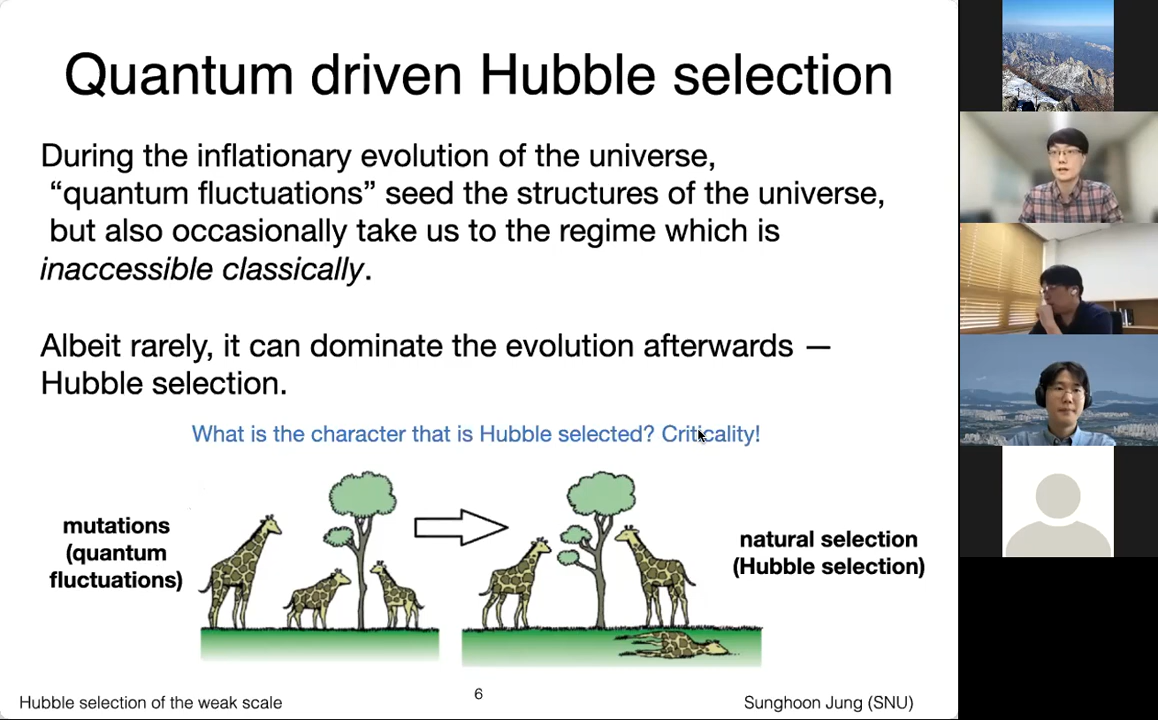 Quantum driven Hubble selection
During the inflationary evolution of the universe,
“quantum fluctuations” seed the structures of the universe,
but also occasionally take us to the regime which is
inaccessible classically.
Albeit rarely, it can dominate the evolution afterwards —
Hubble selection.
What is the character that is Hubble selected? Criticality!
mutations
(quantum
fluctuations)
natural selection
(Hubble selection)
Hubble selection of the weak scale
6
Sunghoon Jung (SNU)